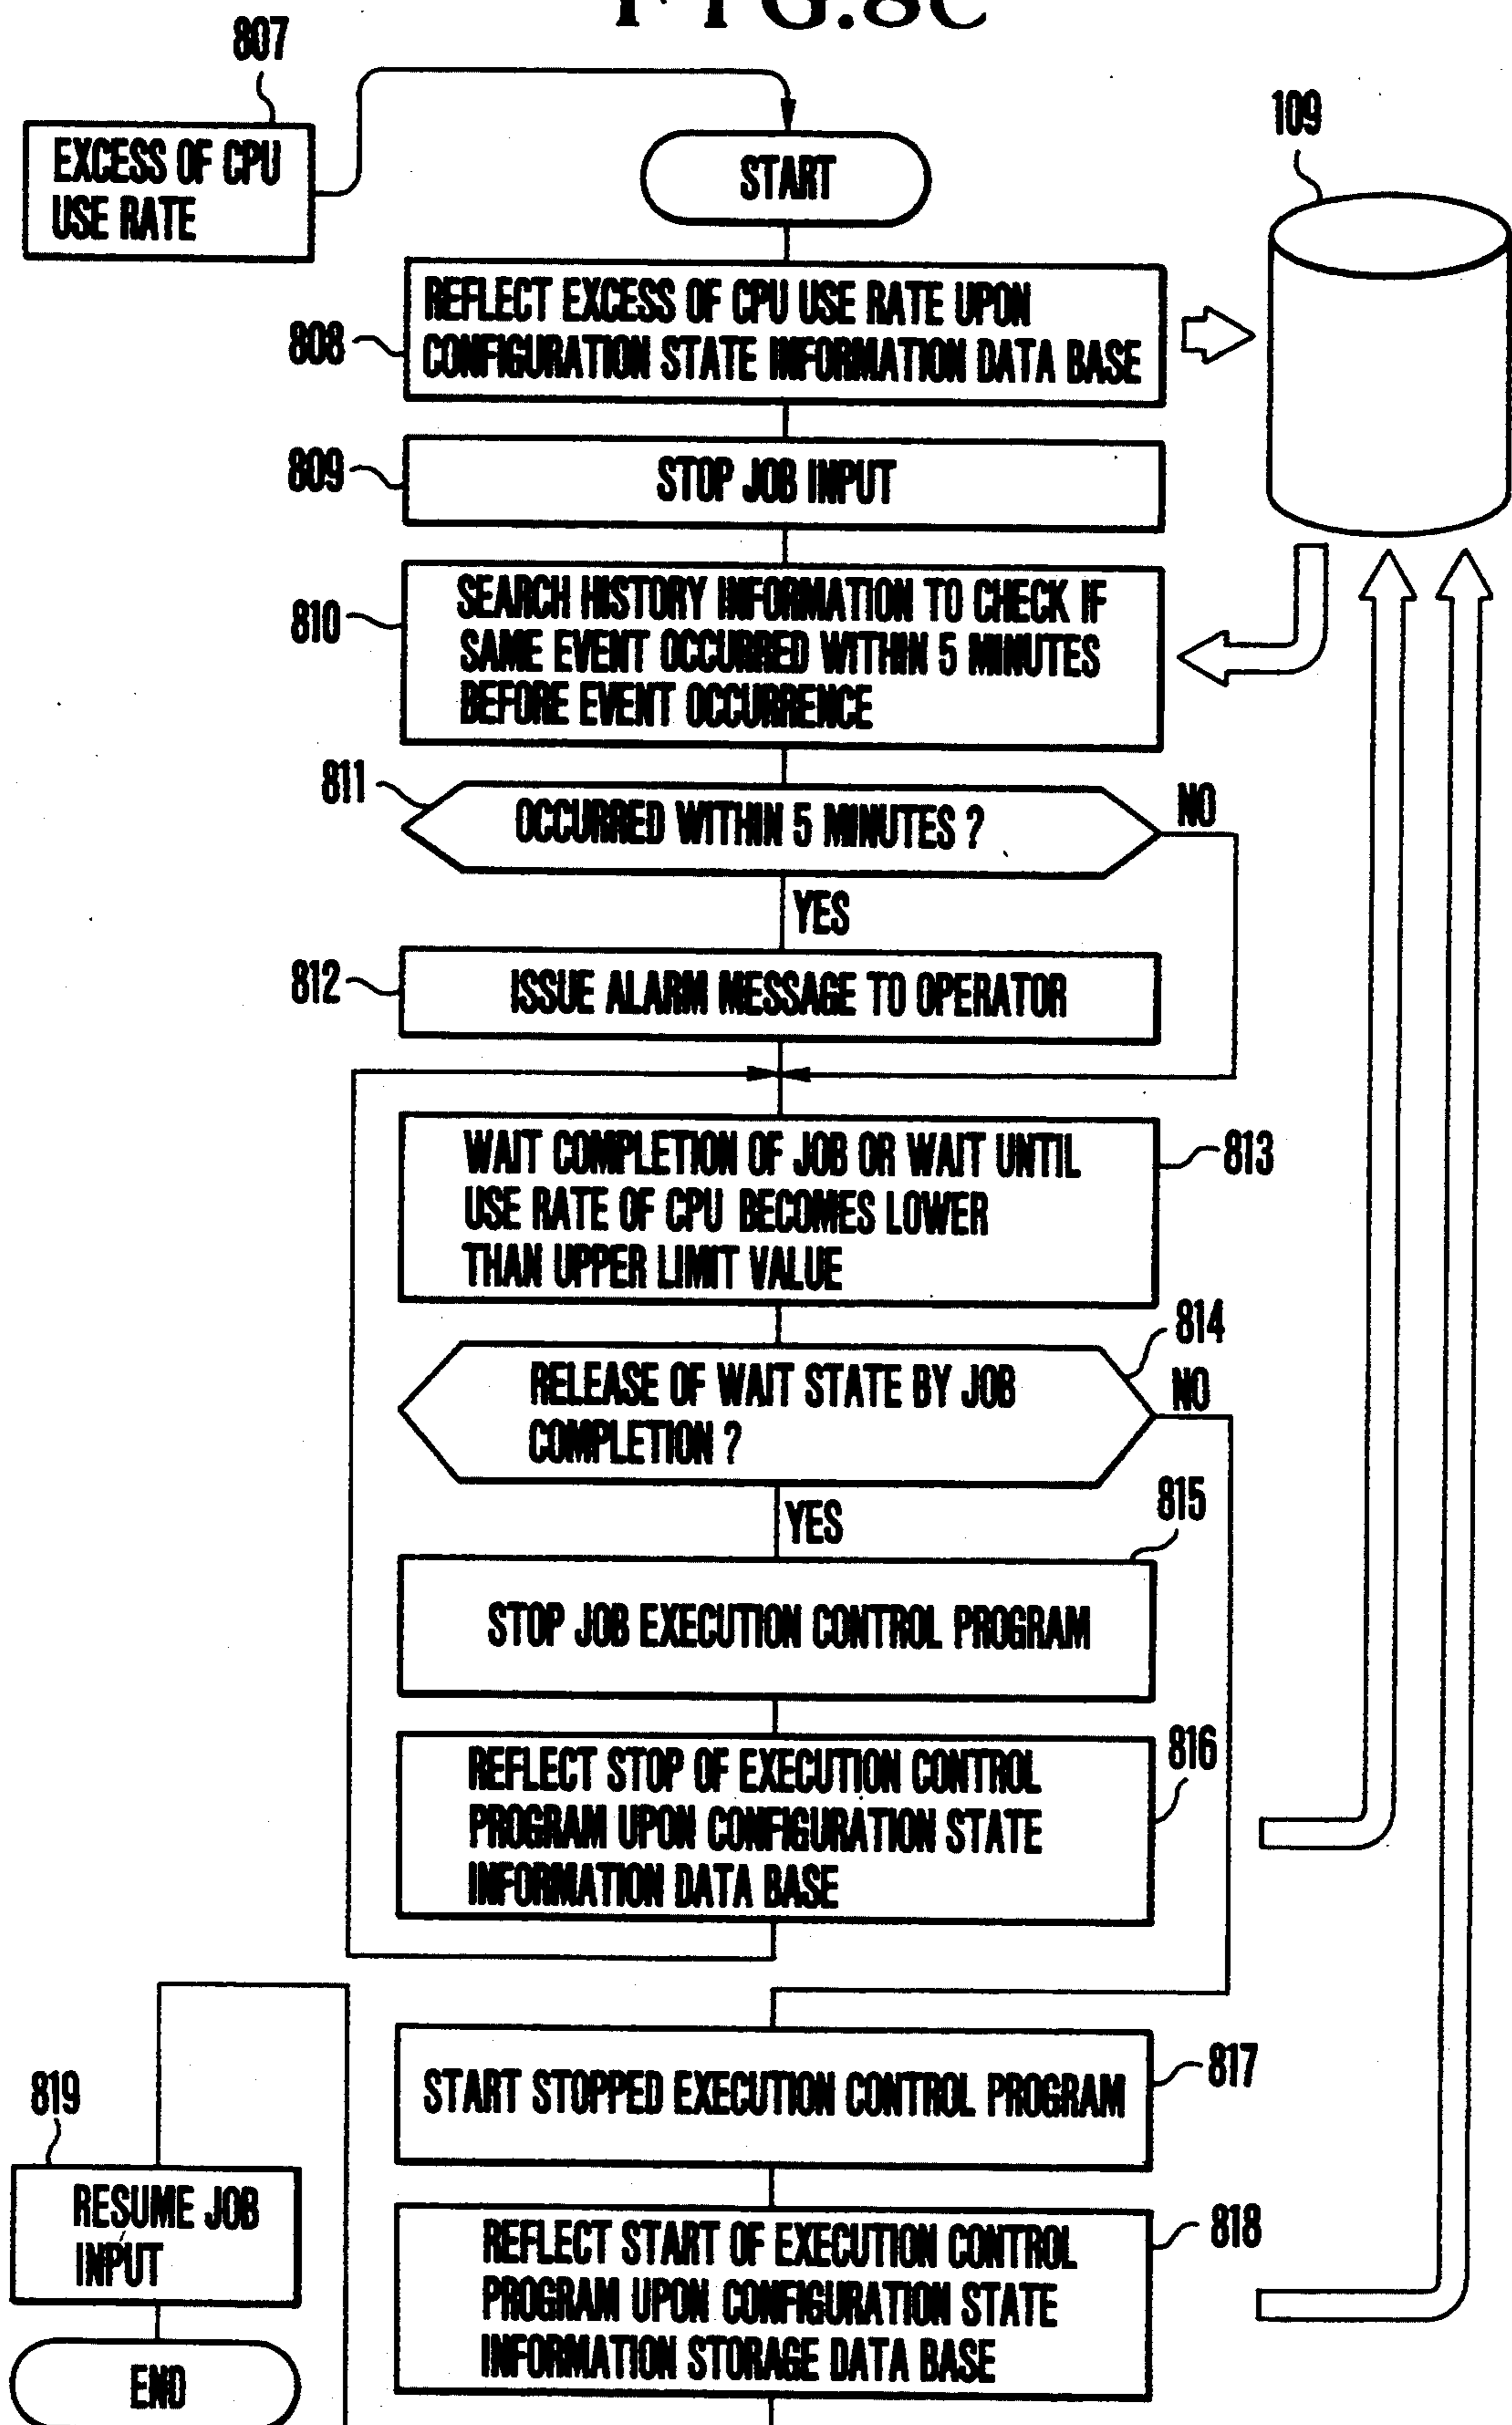 FIG.8C
807
EXCESS OF CPU
USE RATE
START
109
808
REFLECT EXCESS OF CPU USE RATE UPON
CONFIGURATION STATE INFORMATION DATA BASE
809
STOP JOB INPUT
810
SEARCH HISTORY INFORMATION TO CHECK IF
SAME EVENT OCCURRED WITHIN 5 MINUTES
BEFORE EVENT OCCURRENCE
811
OCCURRED WITHIN 5 MINUTES ?
NO
YES
812
ISSUE ALARM MESSAGE TO OPERATOR
WAIT COMPLETION OF JOB OR WAIT UNTIL
USE RATE OF CPU BECOMES LOWER
THAN UPPER LIMIT VALUE
813
814
RELEASE OF WAIT STATE BY JOB
COMPLETION ?
NO
YES
815
STOP JOB EXECUTION CONTROL PROGRAM
816
REFLECT STOP OF EXECUTION CONTROL
PROGRAM UPON CONFIGURATION STATE
INFORMATION DATA BASE
START STOPPED EXECUTION CONTROL PROGRAM
817
819
RESUME JOB
INPUT
818
REFLECT START OF EXECUTION CONTROL
PROGRAM UPON CONFIGURATION STATE
INFORMATION STORAGE DATA BASE
END